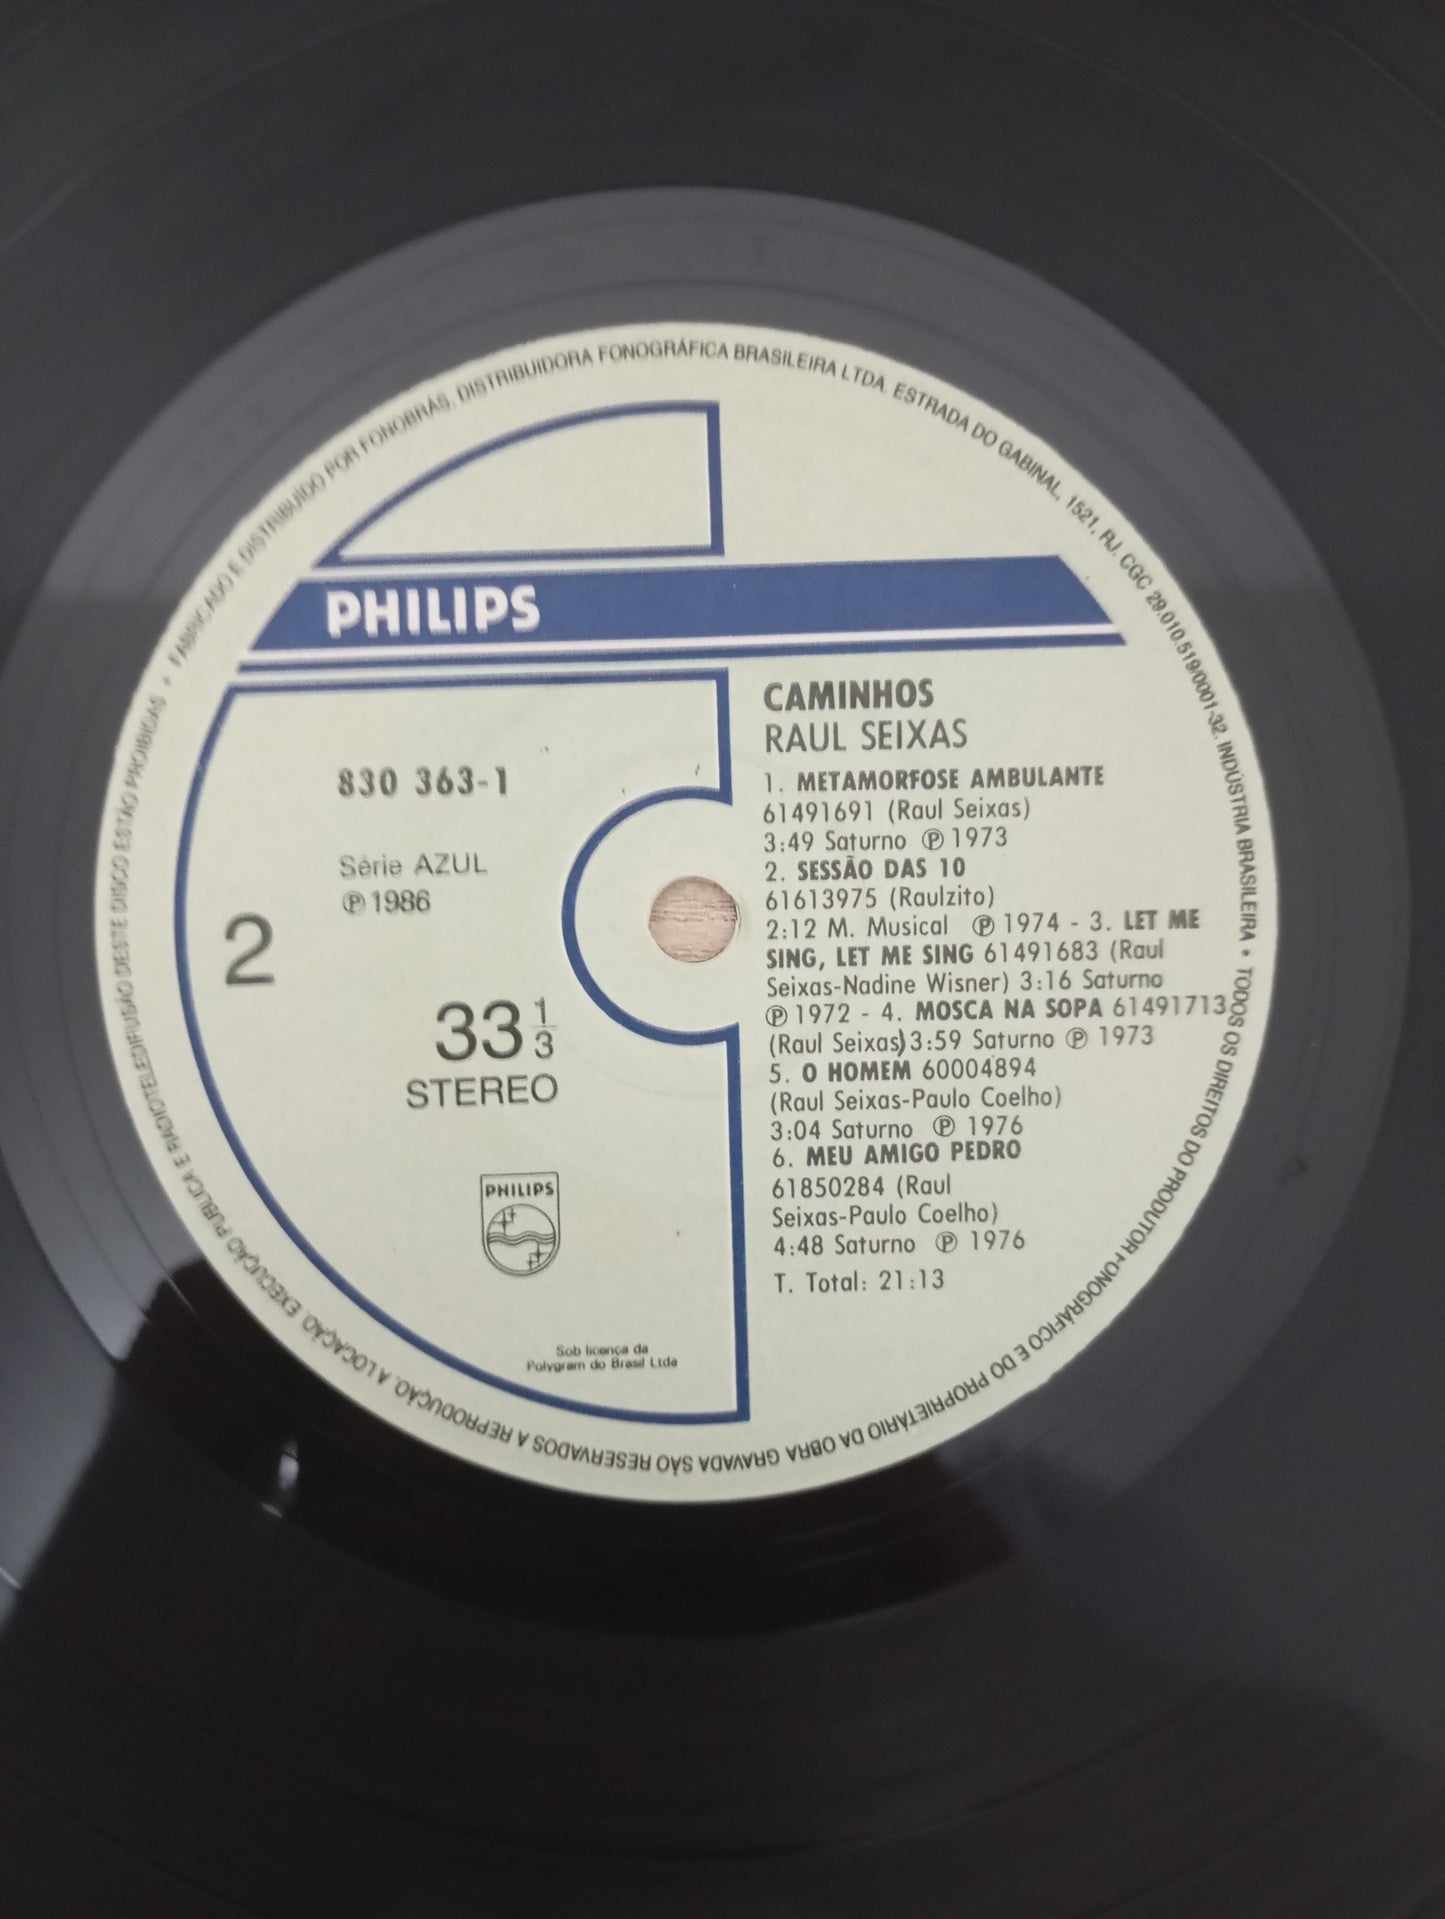 FABRICADO E DISTRIBUÍDO POR FONOBRÁS. DISTRIBUIDORA FONOGRÁFICA BRASILEIRA LTDA. ESTRADA DO GABINAL, 1521, RJ. CGC 29.010.519/0001-32. INDÚSTRIA BRASILEIRA • TODOS OS DIREITOS DO PRODUTOR FONOGRÁFICO E DO PROPRIETÁRIO DA OBRA GRAVADA SÃO RESERVADOS A REPRODUÇÃO, A LOCAÇÃO, EXECUÇÃO PÚBLICA E RADIOTELEDIFUSÃO DESTE DISCO ESTÃO PROIBIDAS •
PHILIPS
830 363-1
Série AZUL
℗ 1986
2
33 1/3
STEREO
PHILIPS
Sob licença da
Polygram do Brasil Ltda
CAMINHOS
RAUL SEIXAS
1. METAMORFOSE AMBULANTE
61491691 (Raul Seixas)
3:49 Saturno ℗ 1973
2. SESSÃO DAS 10
61613975 (Raulzito)
2:12 M. Musical ℗ 1974 - 3. LET ME
SING, LET ME SING 61491683 (Raul
Seixas-Nadine Wisner) 3:16 Saturno
℗ 1972 - 4. MOSCA NA SOPA 61491713
(Raul Seixas) 3:59 Saturno ℗ 1973
5. O HOMEM 60004894
(Raul Seixas-Paulo Coelho)
3:04 Saturno ℗ 1976
6. MEU AMIGO PEDRO
61850284 (Raul
Seixas-Paulo Coelho)
4:48 Saturno ℗ 1976
T. Total: 21:13